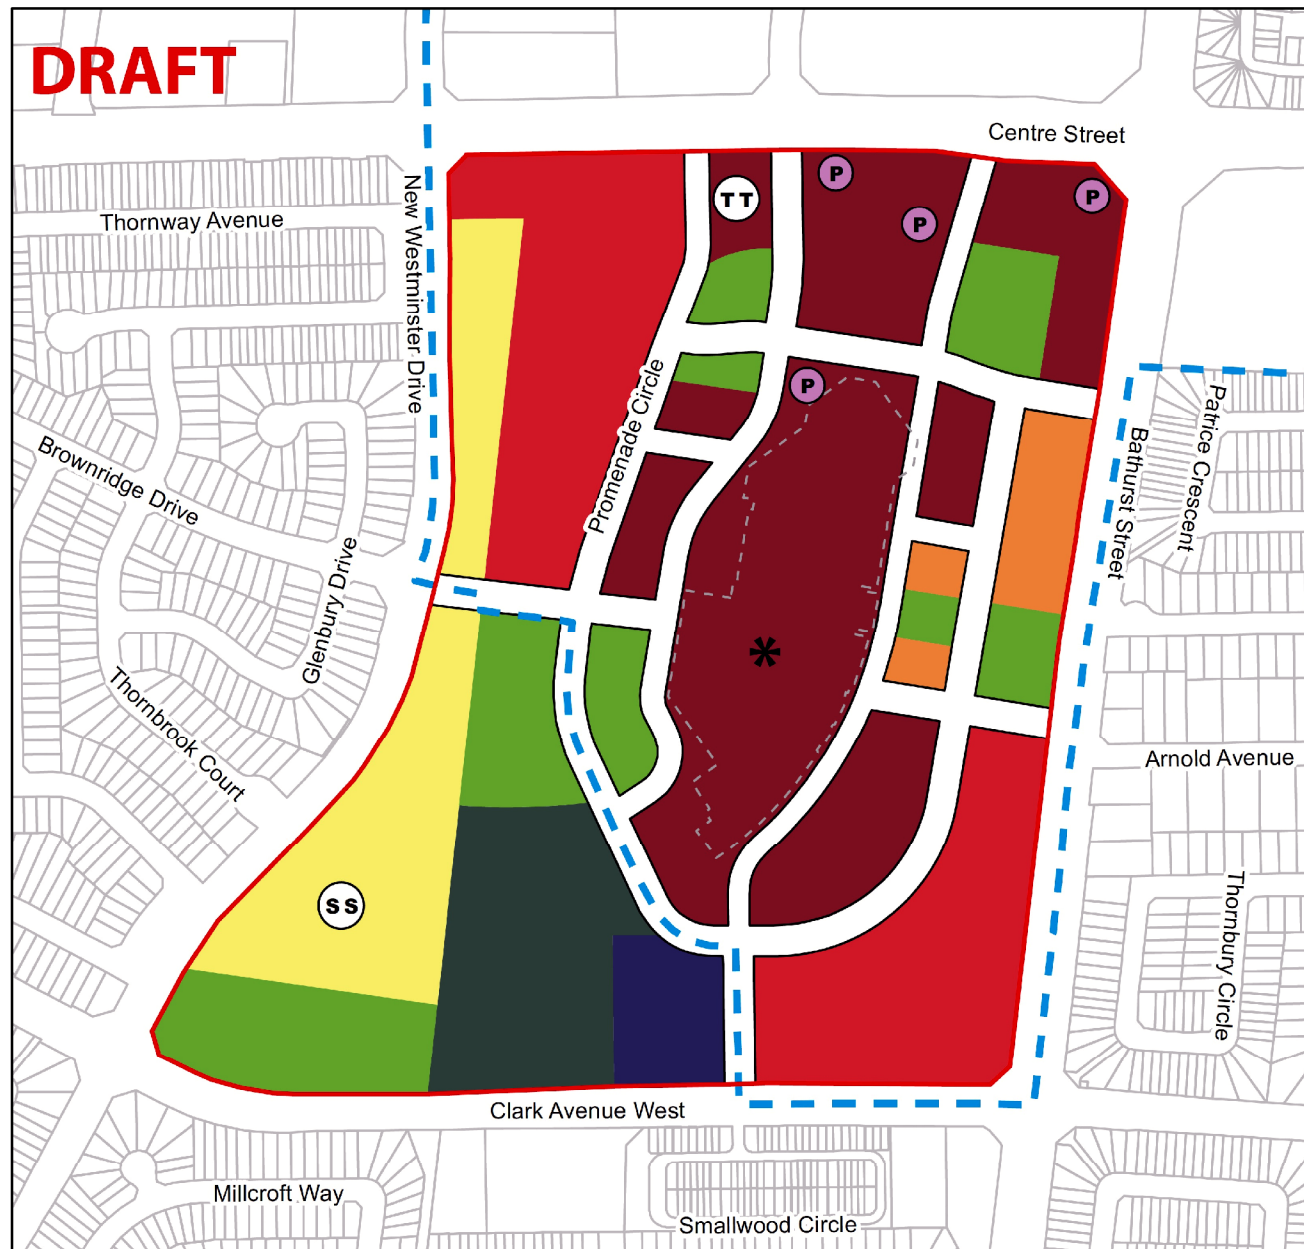 DRAFT
Centre Street
TT
P
P
P
New Westminster Drive
Thornway Avenue
Promenade Circle
P
Patrice Crescent
Bathurst Street
Brownridge Drive
Glenbury Drive
Thornbrook Court
*
Arnold Avenue
SS
Thornbury Circle
Clark Avenue West
Millcroft Way
Smallwood Circle